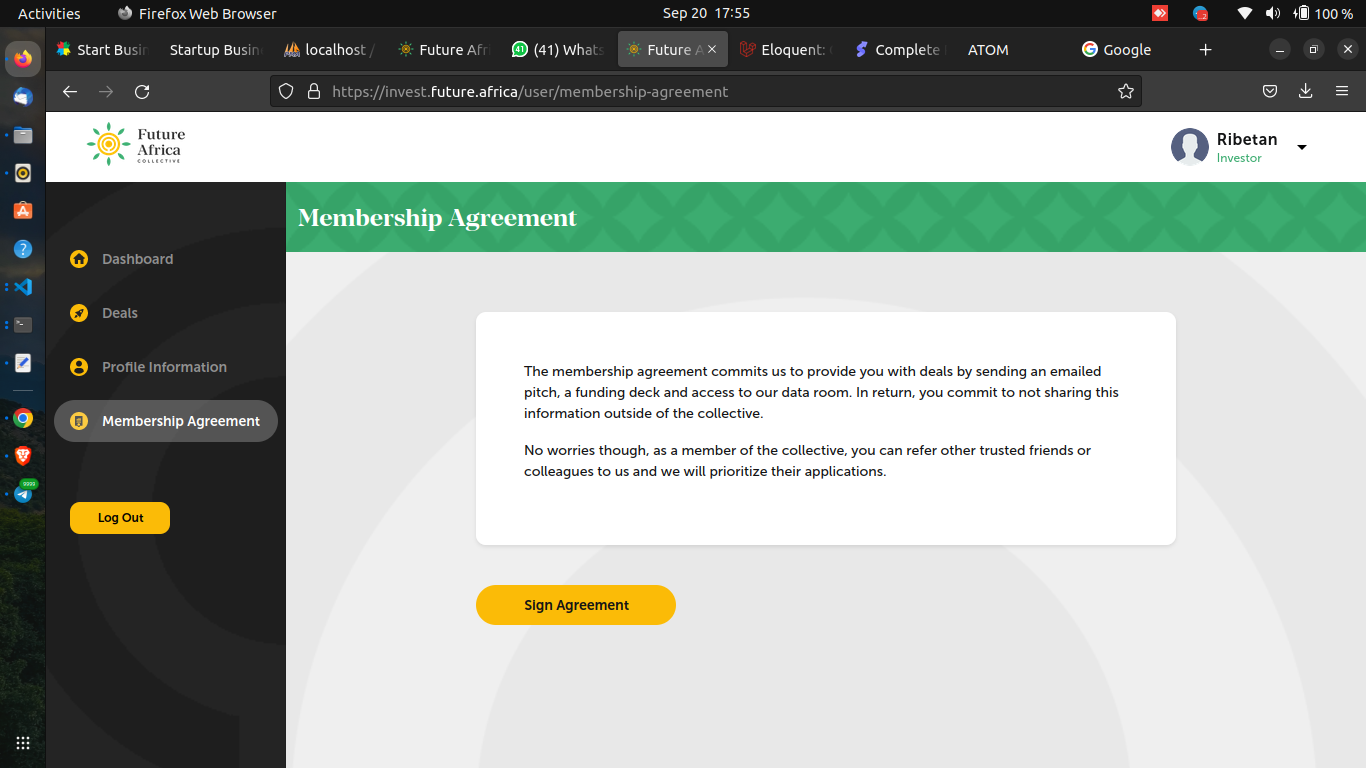 Activities
Firefox Web Browser
Sep 20 17:55
100 %
Start Busin
Startup Busin
localhost /
Future Afri
(41) Whats
Future A
Eloquent:
Complete
ATOM
Google
https://invest.future.africa/user/membership-agreement
Future
Africa
COLLECTIVE
Ribetan
Investor
Membership Agreement
Dashboard
Deals
Profile Information
Membership Agreement
Log Out
The membership agreement commits us to provide you with deals by sending an emailed
pitch, a funding deck and access to our data room. In return, you commit to not sharing this
information outside of the collective.
No worries though, as a member of the collective, you can refer other trusted friends or
colleagues to us and we will prioritize their applications.
Sign Agreement